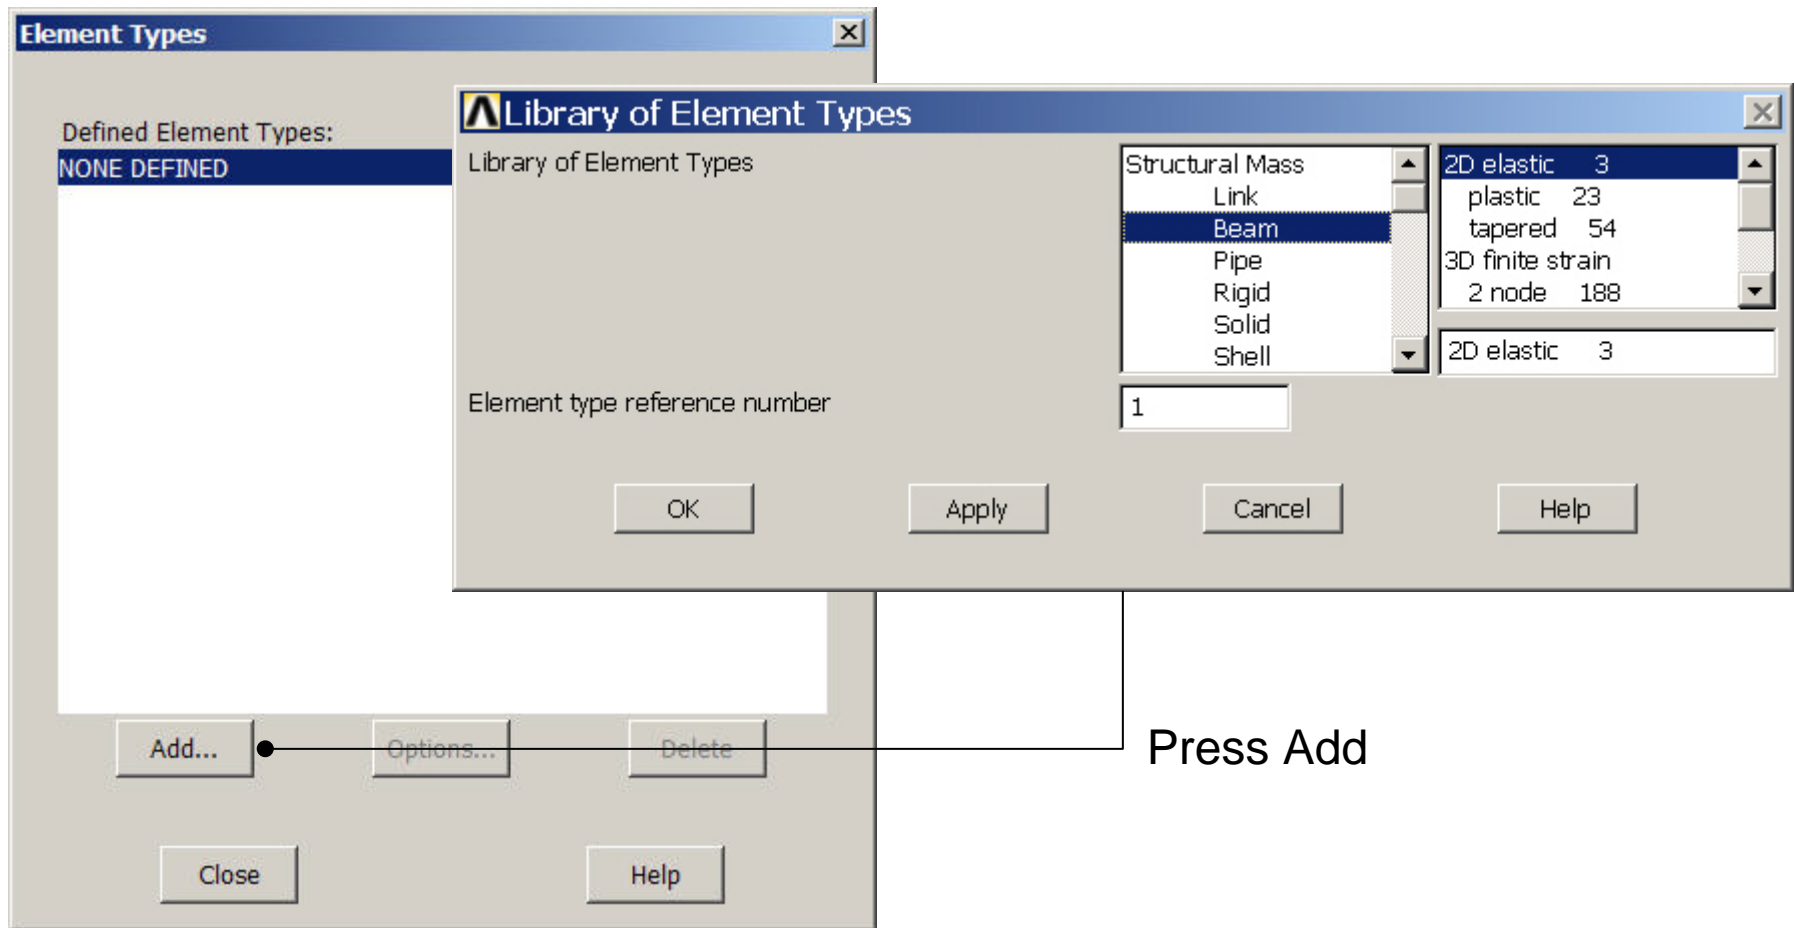 Element Types
Defined Element Types:
NONE DEFINED
Library of Element Types
Library of Element Types
Structural Mass
Link
Beam
Pipe
Rigid
Solid
Shell
2D elastic 3
plastic 23
tapered 54
3D finite strain
2 node 188
2D elastic 3
Element type reference number
1
OK
Apply
Cancel
Help
Add...
Options...
Delete
Press Add
Close
Help